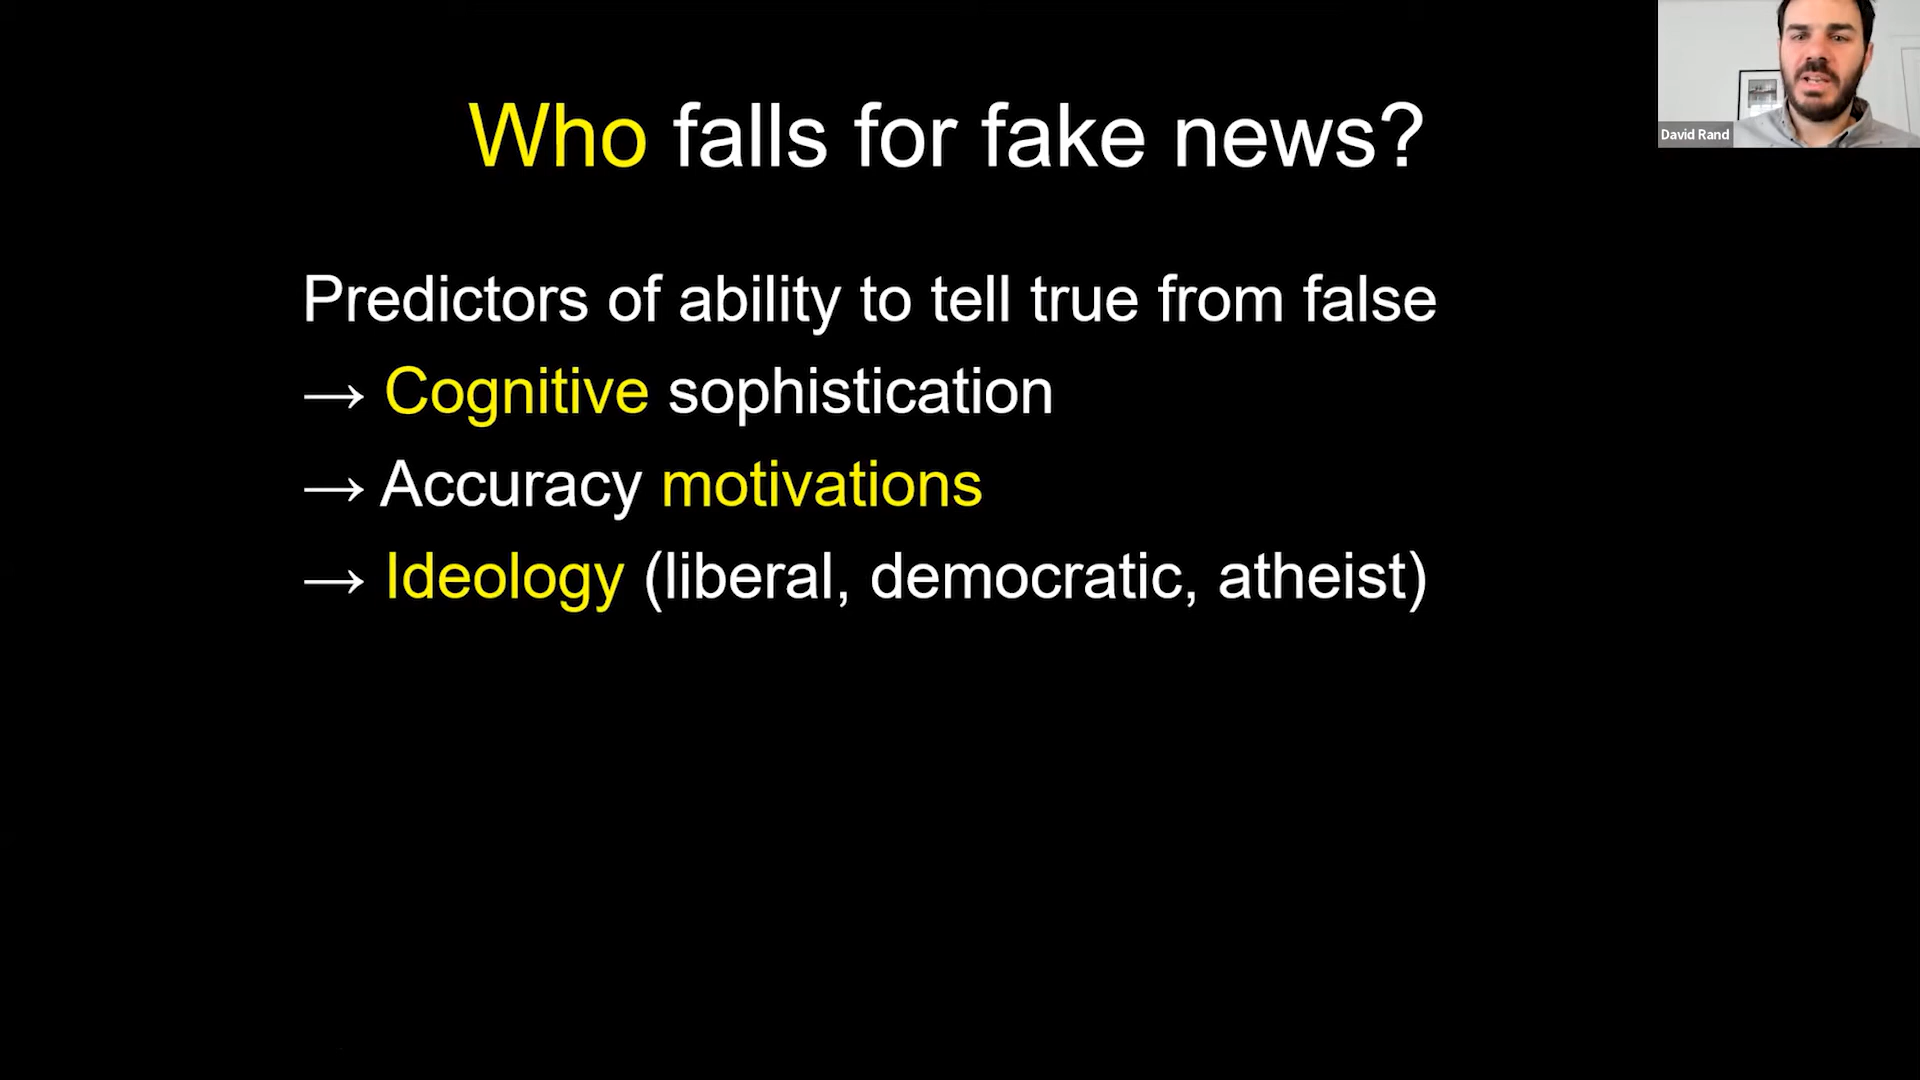 Who falls for fake news?
David Rand
Predictors of ability to tell true from false
→ Cognitive sophistication
→ Accuracy motivations
→ Ideology (liberal, democratic, atheist)